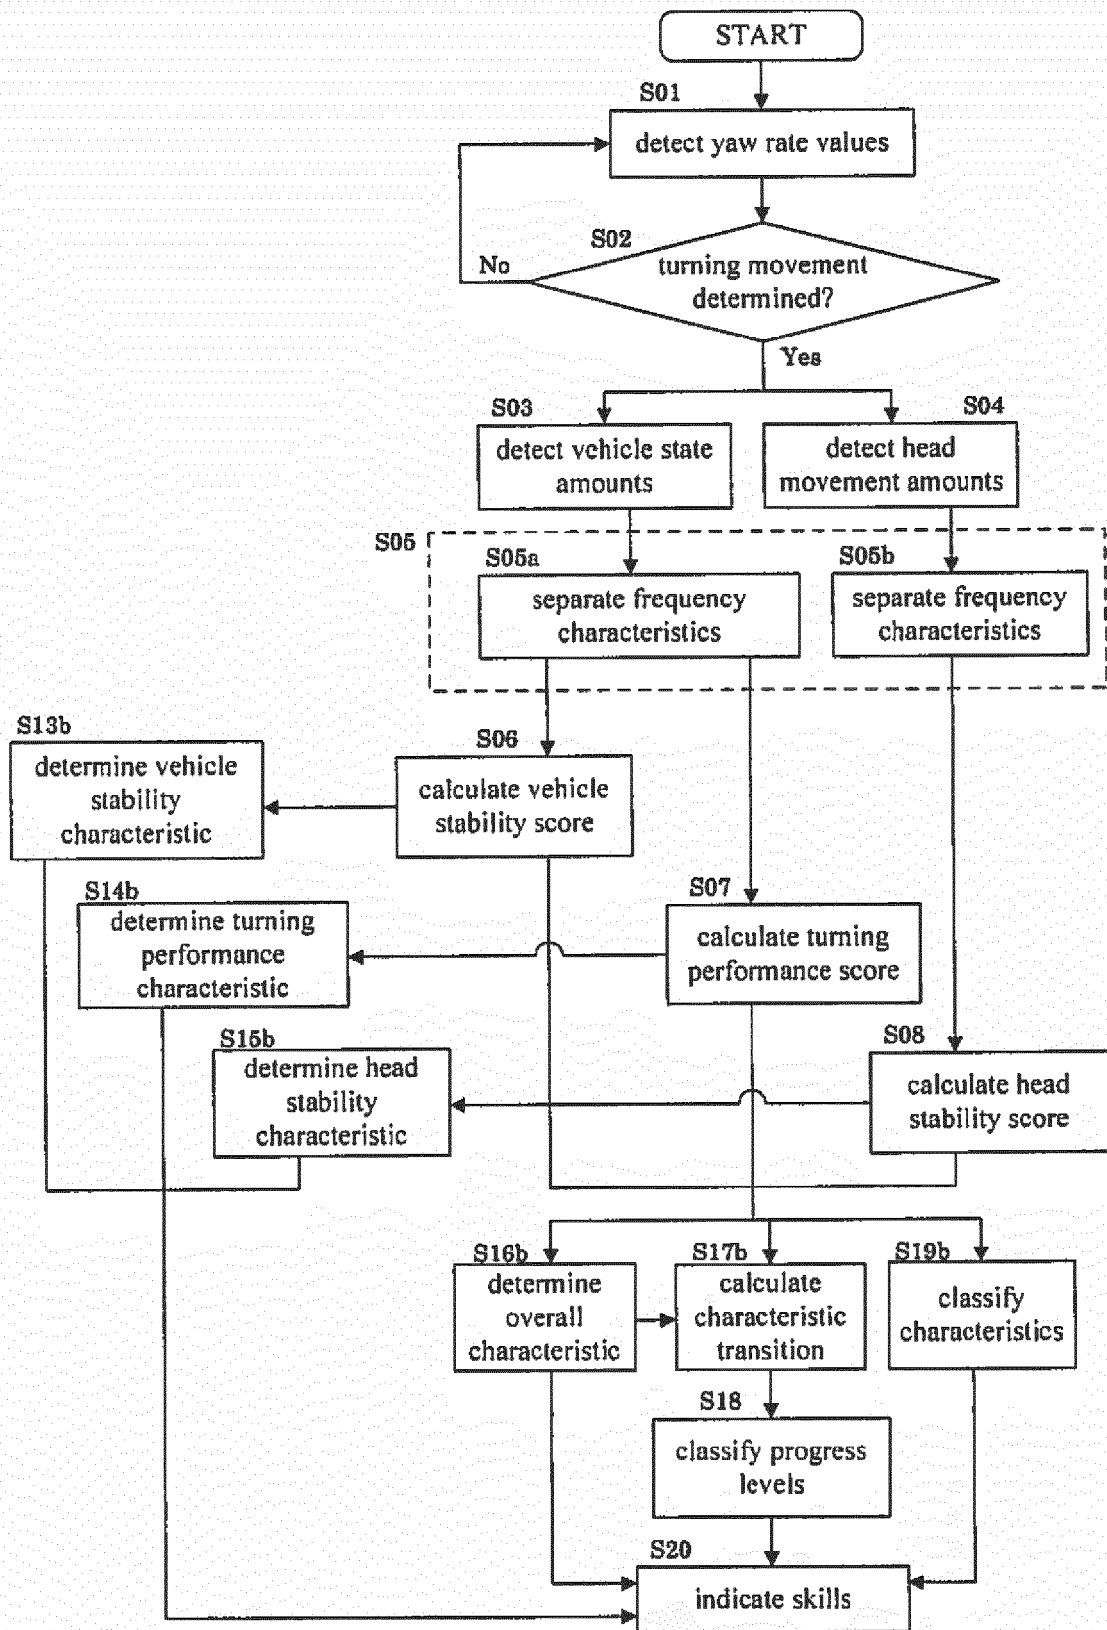 START
S01
detect yaw rate values
S02
No
turning movement
determined?
Yes
S03
detect vehicle state
amounts
S04
detect head
movement amounts
S05
S05a
separate frequency
characteristics
S05b
separate frequency
characteristics
S13b
determine vehicle
stability
characteristic
S06
calculate vehicle
stability score
S14b
determine turning
performance
characteristic
S07
calculate turning
performance score
S15b
determine head
stability
characteristic
S08
calculate head
stability score
S16b
determine
overall
characteristic
S17b
calculate
characteristic
transition
S19b
classify
characteristics
S18
classify progress
levels
S20
indicate skills